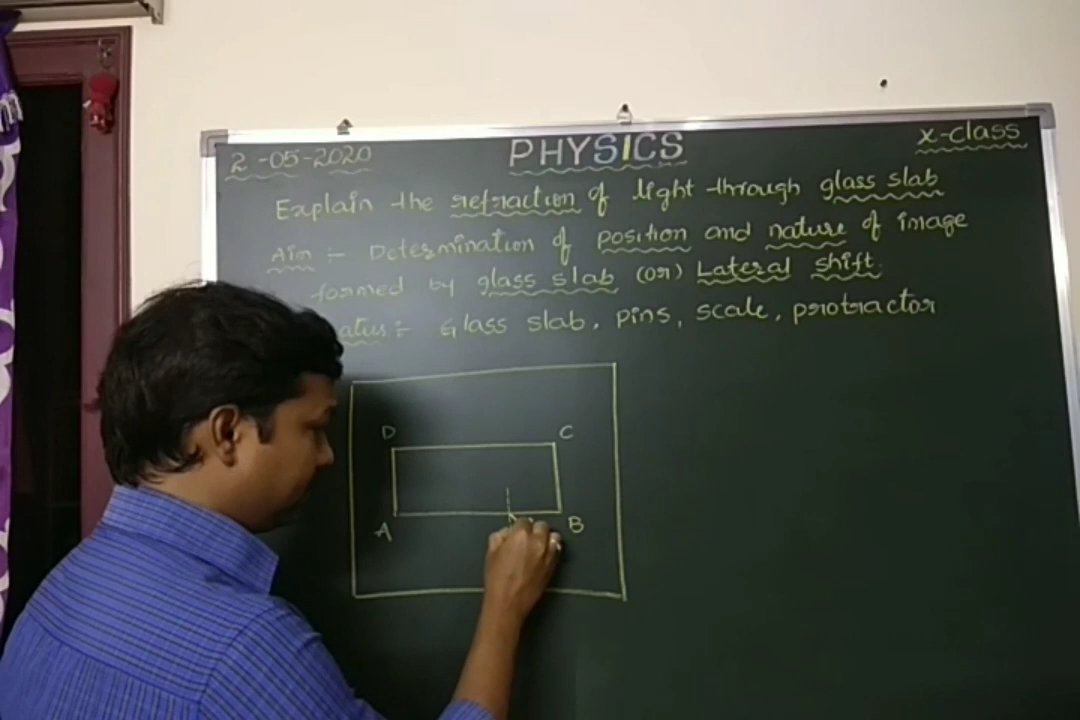 2-05-2020 PHYSICS X-class
Explain the refraction of light through glass slab
Aim :- Determination of position and nature of image
formed by glass slab (or) Lateral shift.
:- Glass slab, pins, scale, protractor
D C
A B